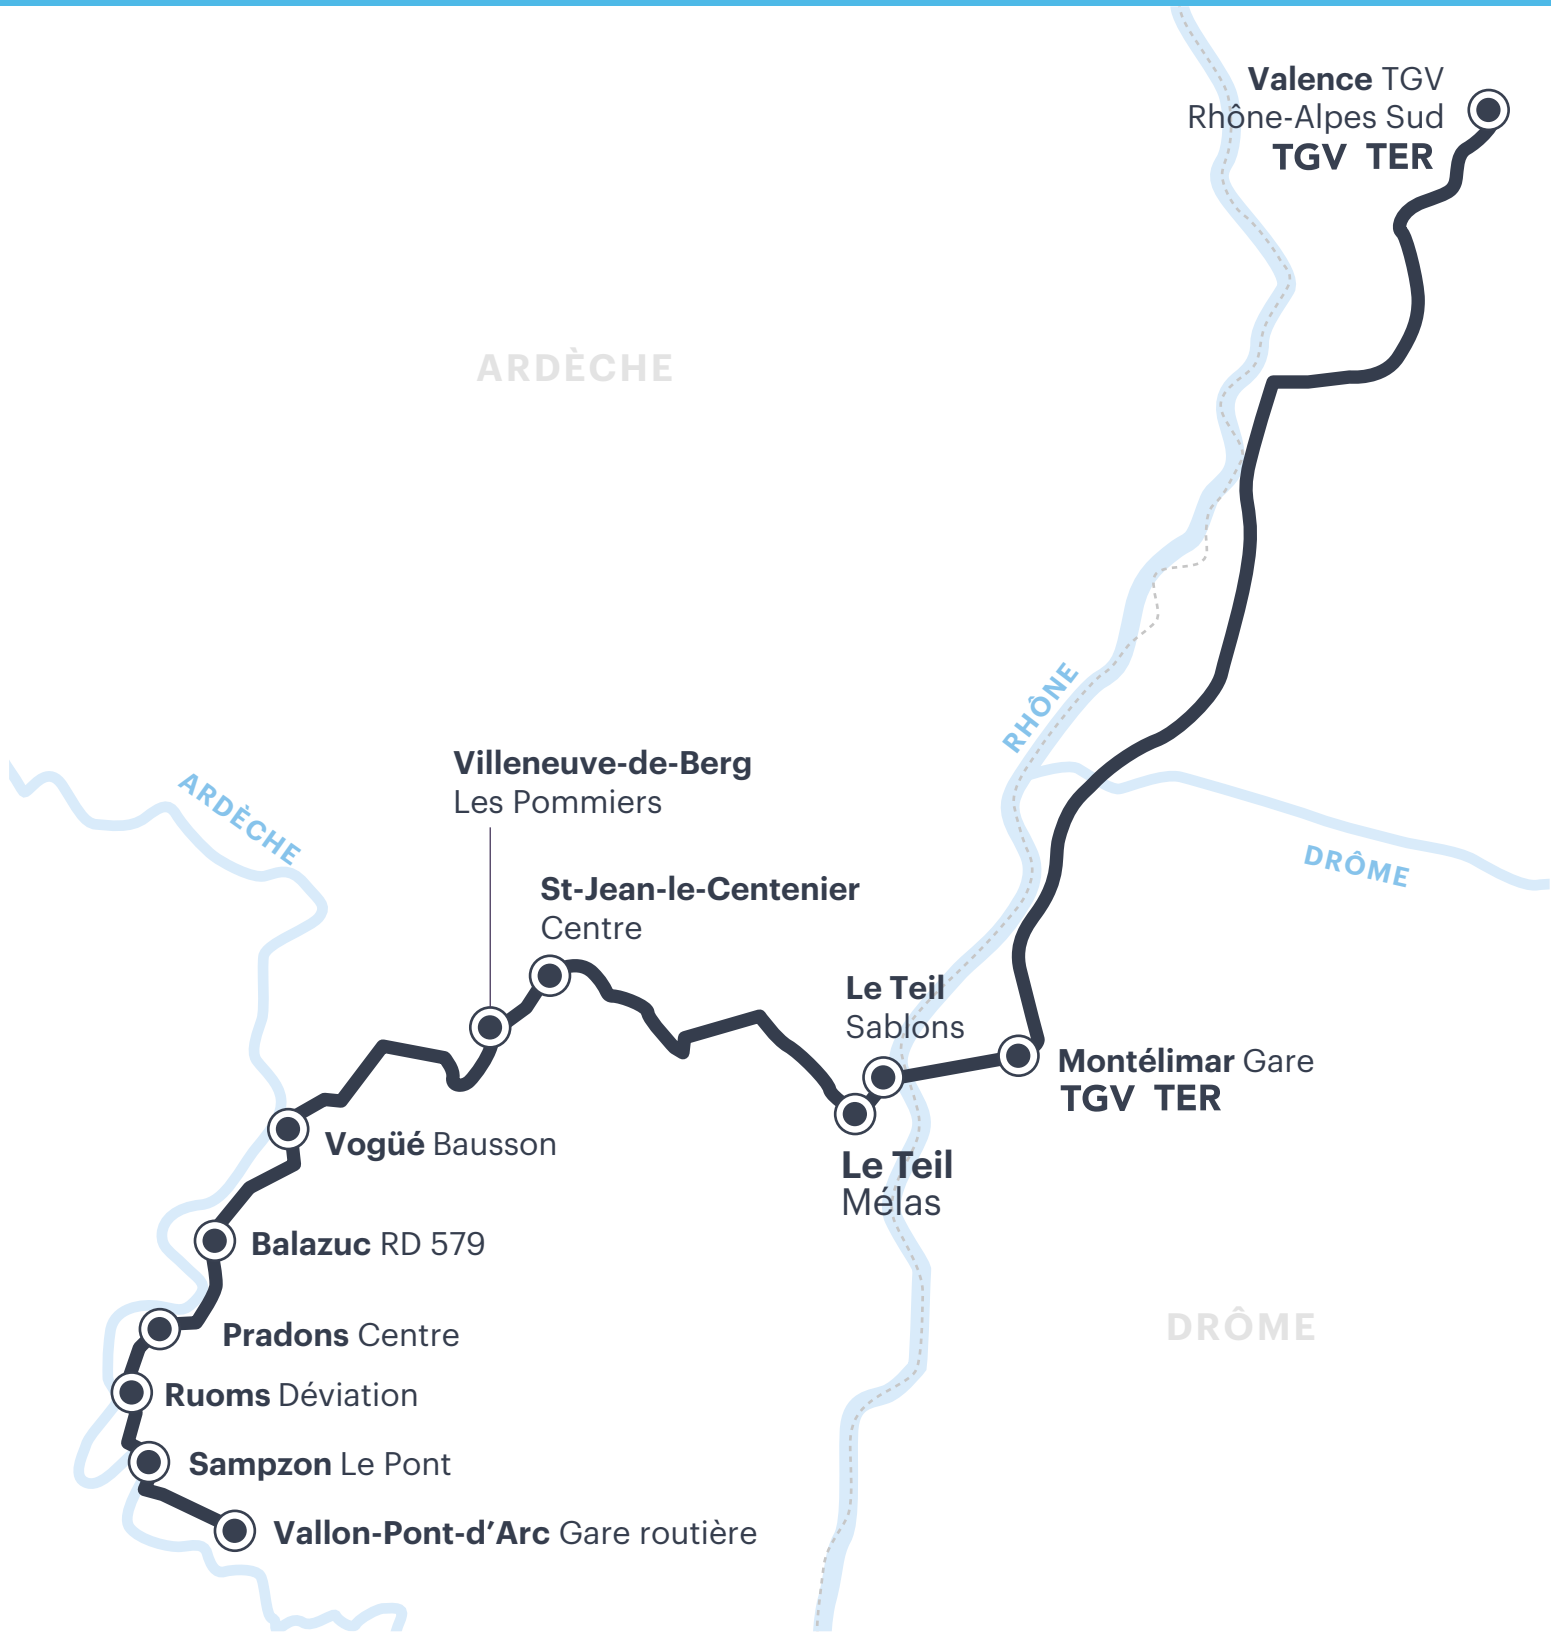 Valence TGV
Rhône-Alpes Sud
TGV TER
ARDÈCHE
RHÔNE
Villeneuve-de-Berg
Les Pommiers
ARDÈCHE
DRÔME
St-Jean-le-Centenier
Centre
Le Teil
Sablons
Montélimar Gare
TGV TER
Vogüé Bausson
Le Teil
Mélas
Balazuc RD 579
Pradons Centre
DRÔME
Ruoms Déviation
Sampzon Le Pont
Vallon-Pont-d’Arc Gare routière